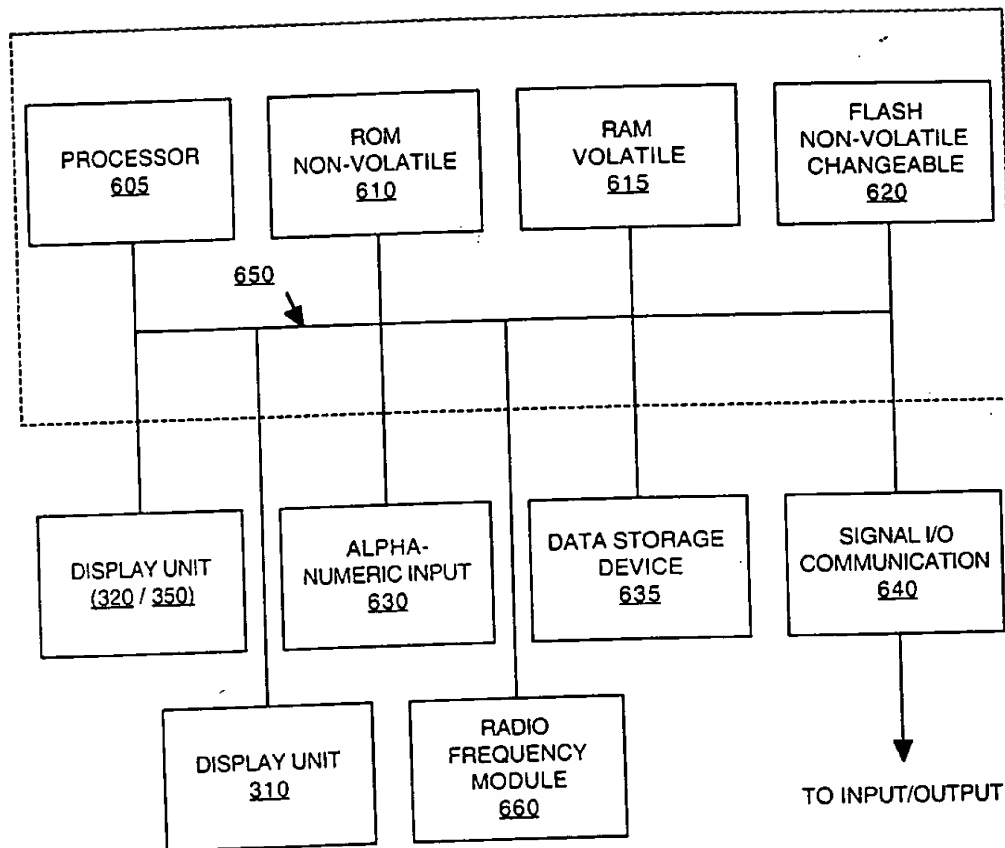 PROCESSOR
605
ROM
NON-VOLATILE
610
RAM
VOLATILE
615
FLASH
NON-VOLATILE
CHANGEABLE
620
650
DISPLAY UNIT
(320 / 350)
ALPHA-
NUMERIC INPUT
630
DATA STORAGE
DEVICE
635
SIGNAL I/O
COMMUNICATION
640
DISPLAY UNIT
310
RADIO
FREQUENCY
MODULE
660
TO INPUT/OUTPUT